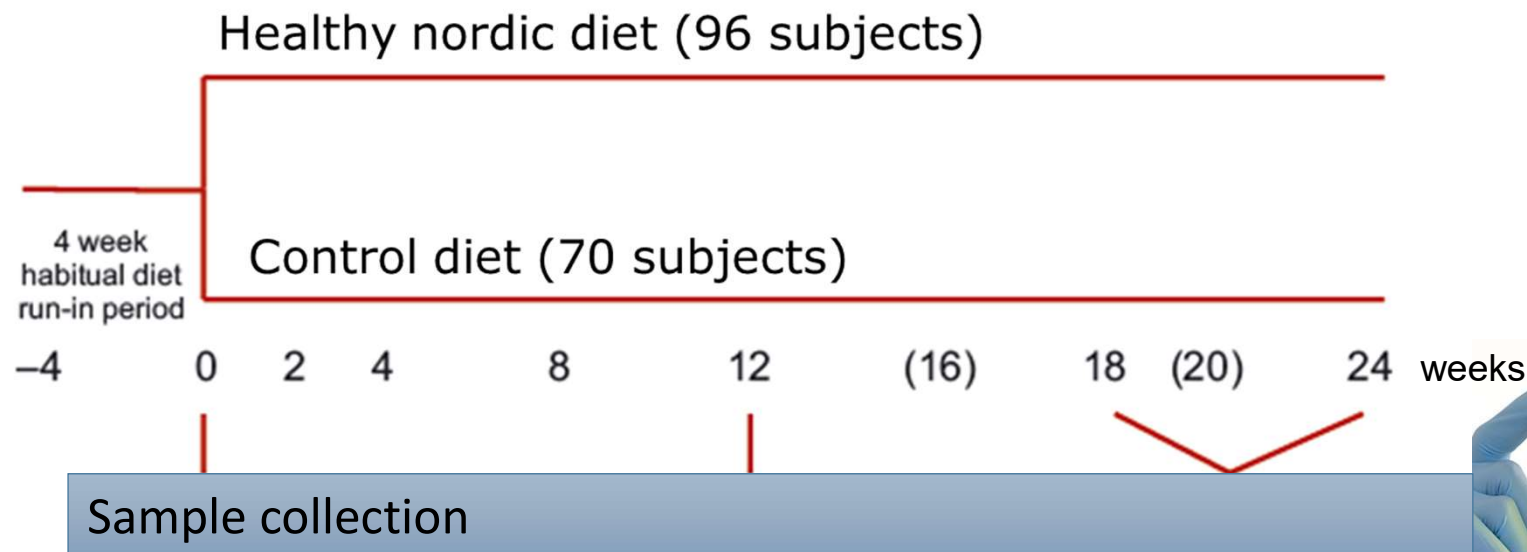 Healthy nordic diet (96 subjects)
4 week
habitual diet
run-in period
Control diet (70 subjects)
–4 0 2 4 8 12 (16) 18 (20) 24 weeks
Sample collection